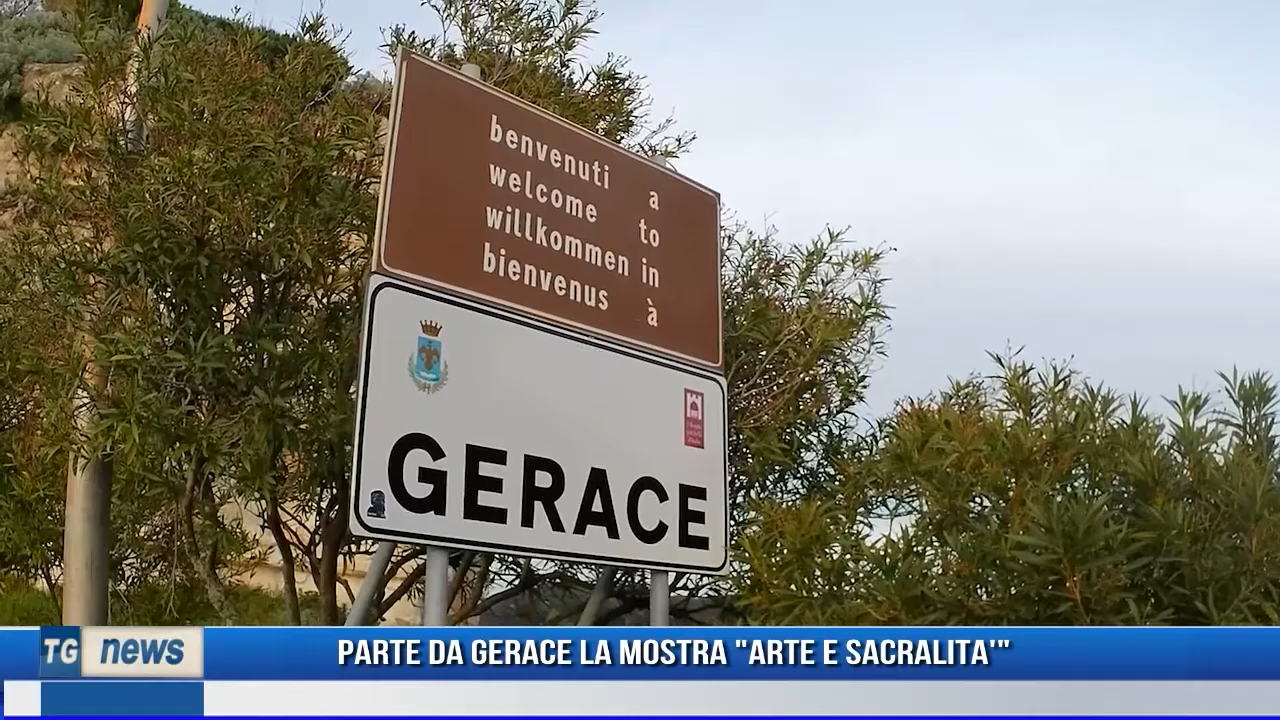 benvenuti a
welcome to
willkommen in
bienvenus à
GERACE
TG news
PARTE DA GERACE LA MOSTRA "ARTE E SACRALITA'"